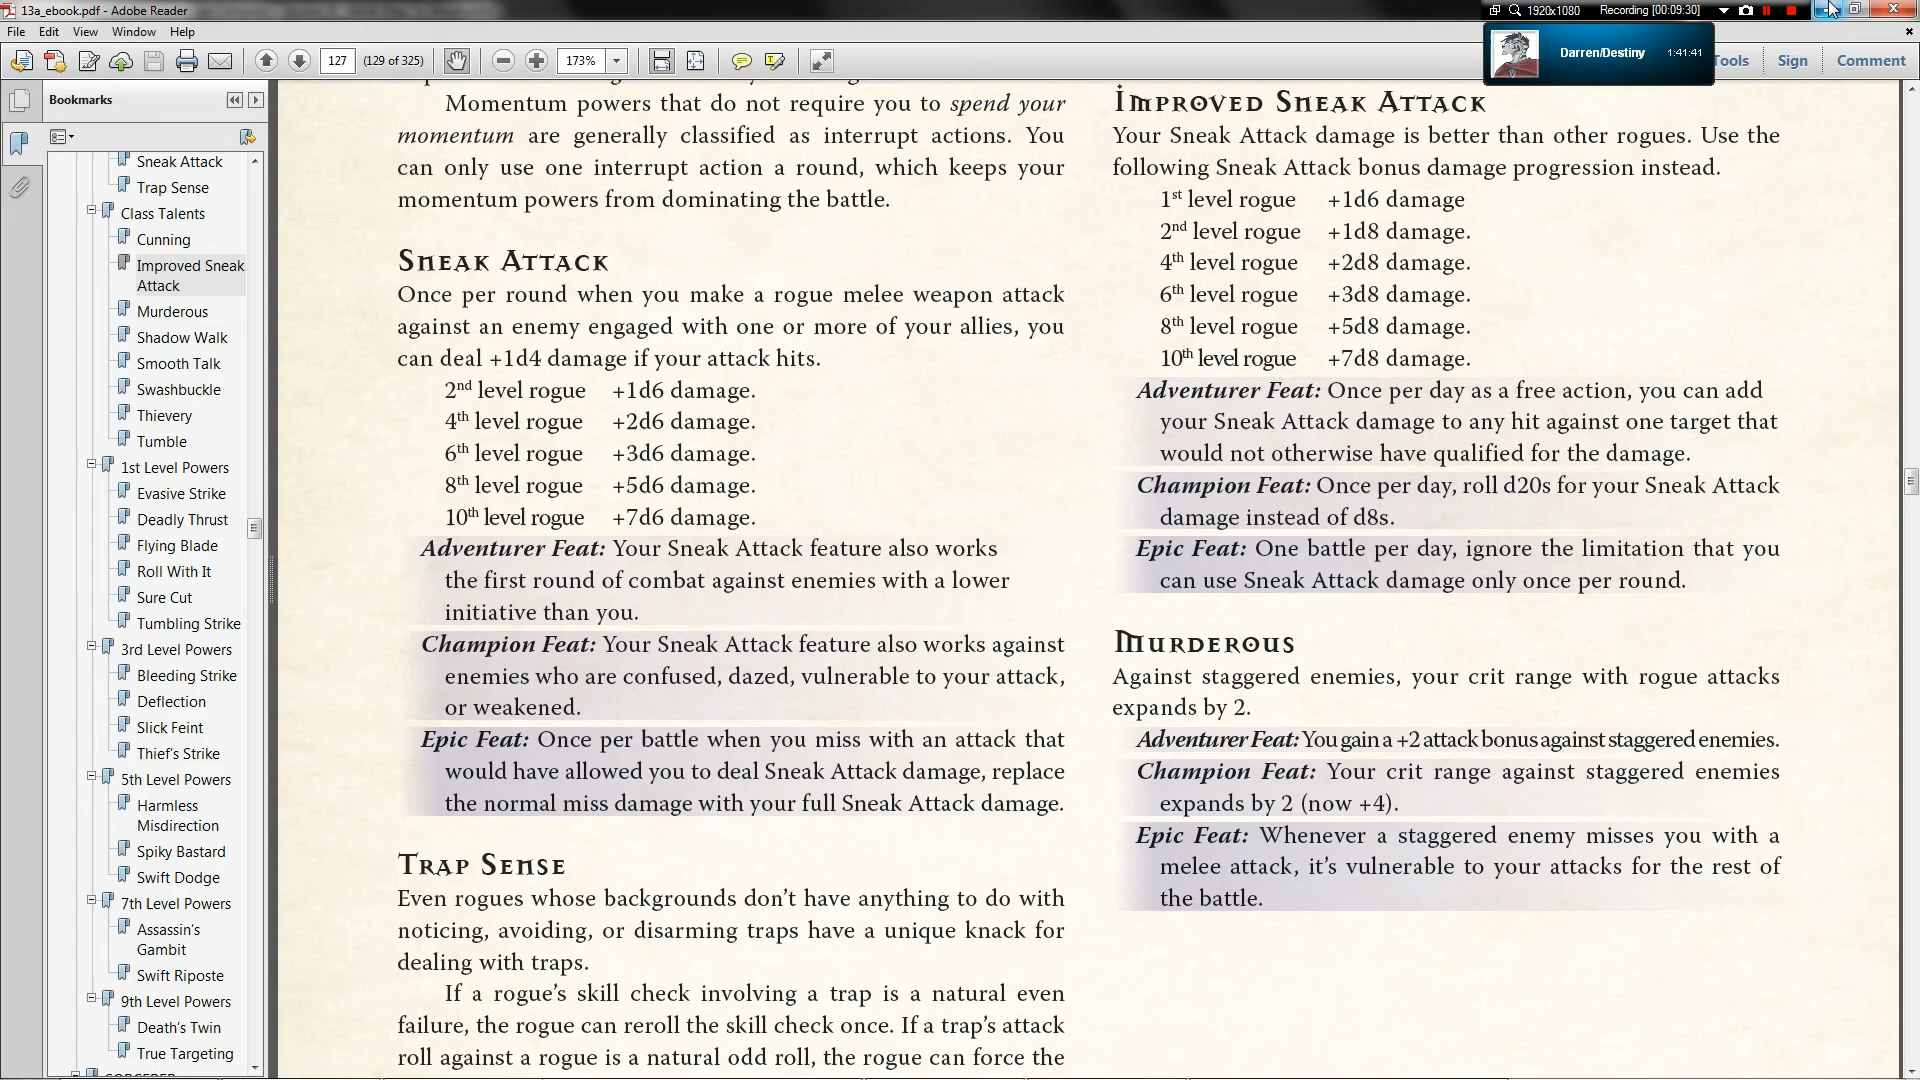 13a_ebook.pdf - Adobe Reader
1920x1080
Recording [00:09:30]
File Edit View Window Help
Darren/Destiny
1:41:41
127
(129 of 325)
173%
Tools
Sign
Comment
Bookmarks
Sneak Attack
Trap Sense
Class Talents
Cunning
Improved Sneak
Attack
Murderous
Shadow Walk
Smooth Talk
Swashbuckle
Thievery
Tumble
1st Level Powers
Evasive Strike
Deadly Thrust
Flying Blade
Roll With It
Sure Cut
Tumbling Strike
3rd Level Powers
Bleeding Strike
Deflection
Slick Feint
Thief's Strike
5th Level Powers
Harmless
Misdirection
Spiky Bastard
Swift Dodge
7th Level Powers
Assassin's
Gambit
Swift Riposte
9th Level Powers
Death's Twin
True Targeting
SORCERER
Momentum powers that do not require you to spend your
momentum are generally classified as interrupt actions. You
can only use one interrupt action a round, which keeps your
momentum powers from dominating the battle.
Sneak Attack
Once per round when you make a rogue melee weapon attack
against an enemy engaged with one or more of your allies, you
can deal +1d4 damage if your attack hits.
2nd level rogue +1d6 damage.
4th level rogue +2d6 damage.
6th level rogue +3d6 damage.
8th level rogue +5d6 damage.
10th level rogue +7d6 damage.
Adventurer Feat: Your Sneak Attack feature also works
the first round of combat against enemies with a lower
initiative than you.
Champion Feat: Your Sneak Attack feature also works against
enemies who are confused, dazed, vulnerable to your attack,
or weakened.
Epic Feat: Once per battle when you miss with an attack that
would have allowed you to deal Sneak Attack damage, replace
the normal miss damage with your full Sneak Attack damage.
Trap Sense
Even rogues whose backgrounds don't have anything to do with
noticing, avoiding, or disarming traps have a unique knack for
dealing with traps.
If a rogue's skill check involving a trap is a natural even
failure, the rogue can reroll the skill check once. If a trap's attack
roll against a rogue is a natural odd roll, the rogue can force the
Improved Sneak Attack
Your Sneak Attack damage is better than other rogues. Use the
following Sneak Attack bonus damage progression instead.
1st level rogue +1d6 damage
2nd level rogue +1d8 damage.
4th level rogue +2d8 damage.
6th level rogue +3d8 damage.
8th level rogue +5d8 damage.
10th level rogue +7d8 damage.
Adventurer Feat: Once per day as a free action, you can add
your Sneak Attack damage to any hit against one target that
would not otherwise have qualified for the damage.
Champion Feat: Once per day, roll d20s for your Sneak Attack
damage instead of d8s.
Epic Feat: One battle per day, ignore the limitation that you
can use Sneak Attack damage only once per round.
Murderous
Against staggered enemies, your crit range with rogue attacks
expands by 2.
Adventurer Feat: You gain a +2 attack bonus against staggered enemies.
Champion Feat: Your crit range against staggered enemies
expands by 2 (now +4).
Epic Feat: Whenever a staggered enemy misses you with a
melee attack, it's vulnerable to your attacks for the rest of
the battle.